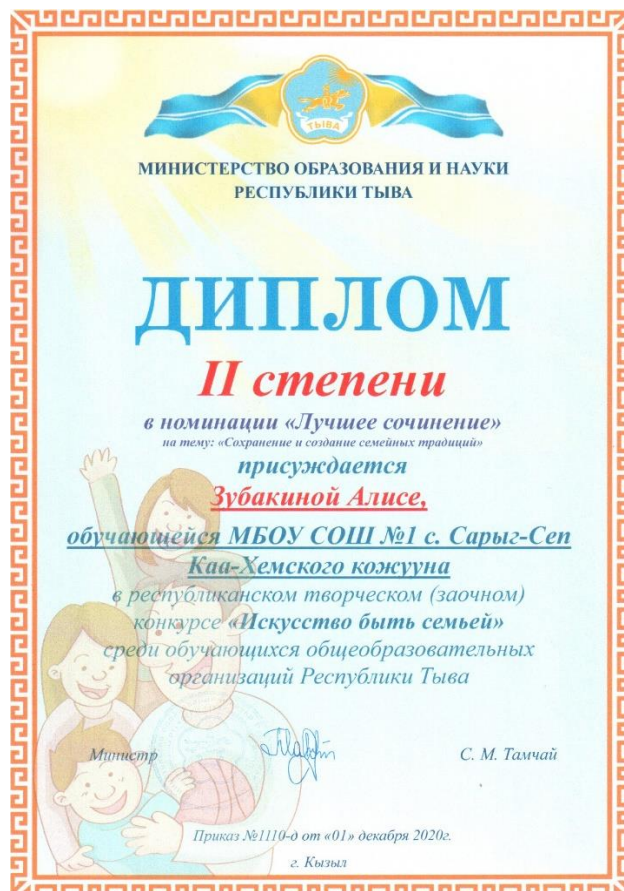 ТЫВА
МИНИСТЕРСТВО ОБРАЗОВАНИЯ И НАУКИ
РЕСПУБЛИКИ ТЫВА
ДИПЛОМ
II степени
в номинации «Лучшее сочинение»
на тему: «Сохранение и создание семейных традиций»
присуждается
Зубакиной Алисе,
обучающейся МБОУ СОШ №1 с. Сарыг-Сеп
Каа-Хемского кожууна
в республиканском творческом (заочном)
конкурсе «Искусство быть семьей»
среди обучающихся общеобразовательных
организаций Республики Тыва
Министр С. М. Тамчай
Приказ №1110-д от «01» декабря 2020г.
г. Кызыл